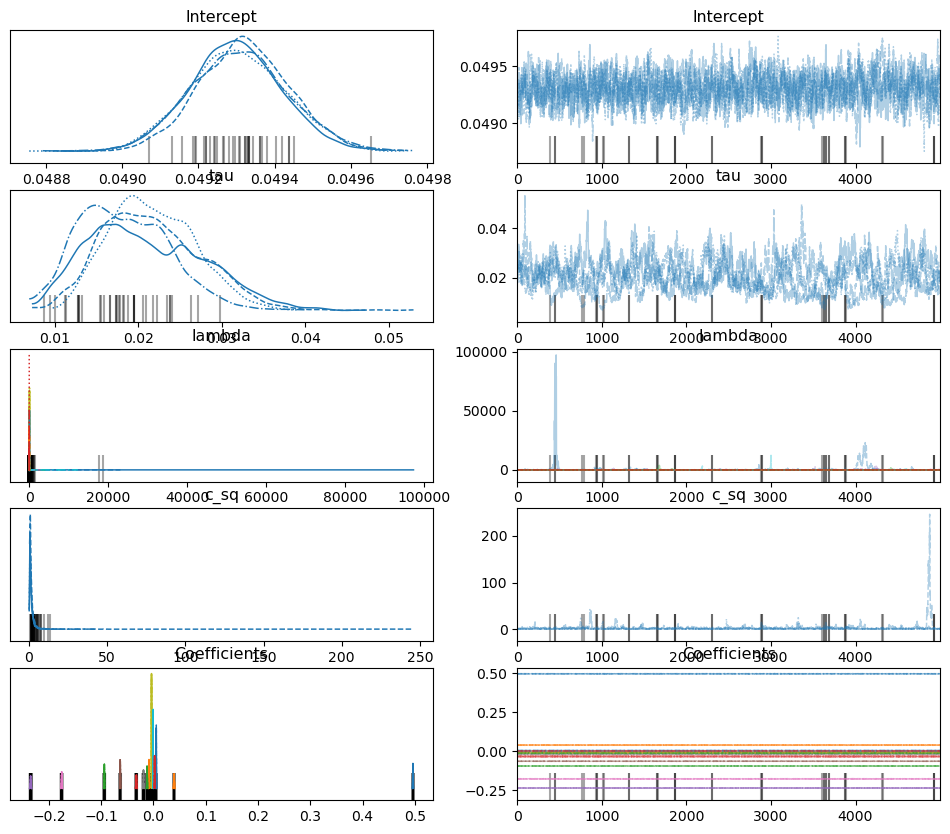 Intercept Intercept
0.0495
0.0490
0.0488 0.0490 0.0492 0.0494 0.0496 0.0498 0 1000 2000 3000 4000
tau tau
0.04
0.02
0.01 0.02 0.03 0.04 0.05 0 1000 2000 3000 4000
lambda lambda
100000
50000
0
0 20000 40000 60000 80000 100000 0 1000 2000 3000 4000
c_sq c_sq
200
100
0
0 50 100 150 200 250 0 1000 2000 3000 4000
Coefficients Coefficients
0.50
0.25
0.00
−0.25
−0.2 −0.1 0.0 0.1 0.2 0.3 0.4 0.5 0 1000 2000 3000 4000